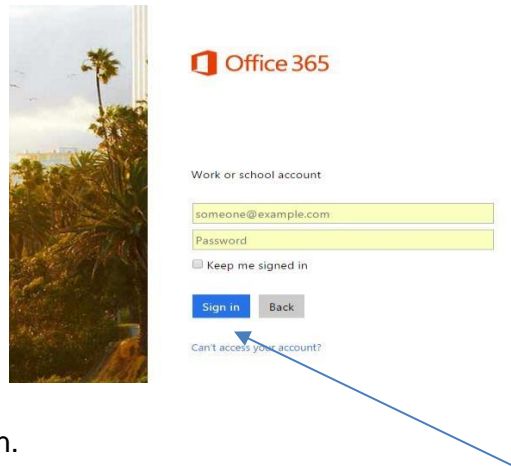 Office 365
Work or school account
someone@example.com
Password
Keep me signed in
Sign in Back
Can't access your account?